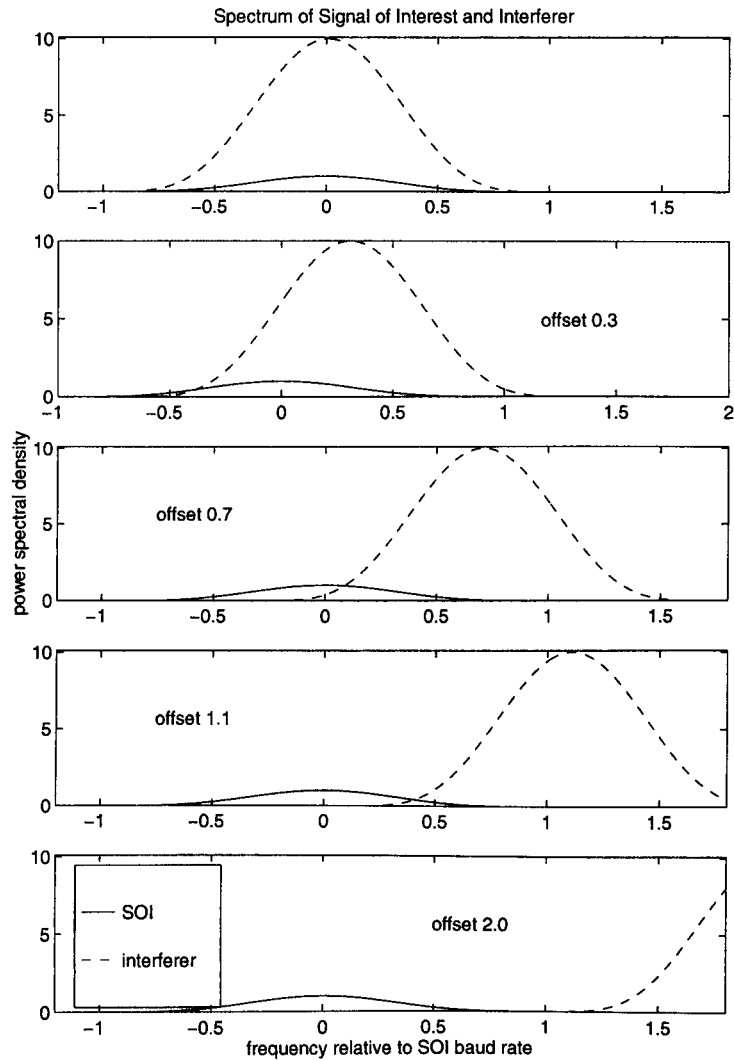 Spectrum of Signal of Interest and Interferer
10
5
0
−1 −0.5 0 0.5 1 1.5
10
5
0
offset 0.3
−1 −0.5 0 0.5 1 1.5 2
power spectral density
10
5
0
offset 0.7
−1 −0.5 0 0.5 1 1.5
10
5
0
offset 1.1
−1 −0.5 0 0.5 1 1.5
10
5
0
SOI
interferer
offset 2.0
−1 −0.5 0 0.5 1 1.5
frequency relative to SOI baud rate